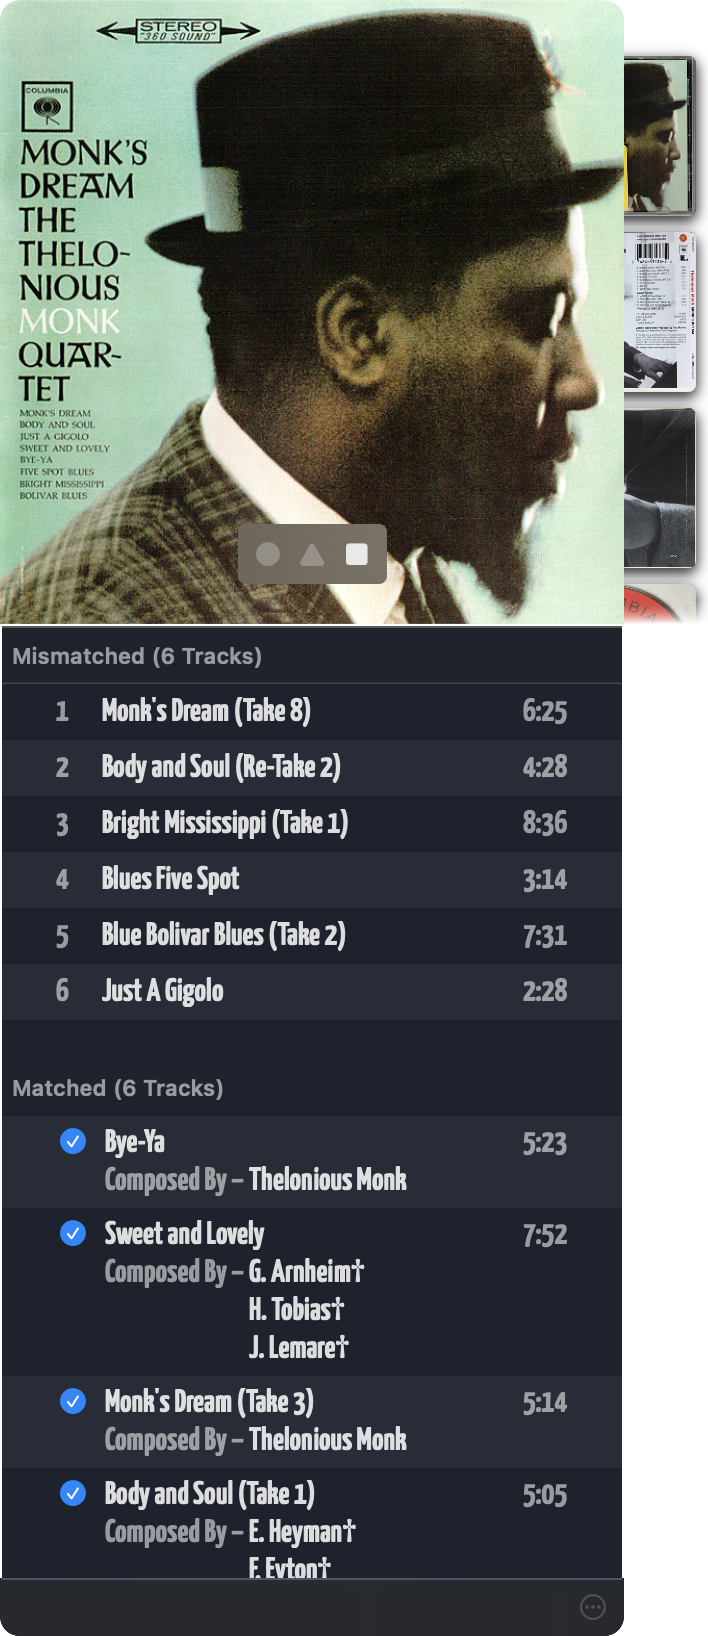 STEREO
"360 SOUND"
COLUMBIA
MONK'S
DREAM
THE
THELO-
NIOUS
MONK
QUAR-
TET
MONK'S DREAM
BODY AND SOUL
JUST A GIGOLO
SWEET AND LOVELY
BYE-YA
FIVE SPOT BLUES
BRIGHT MISSISSIPPI
BOLIVAR BLUES
Mismatched (6 Tracks)
1 Monk's Dream (Take 8) 6:25
2 Body and Soul (Re-Take 2) 4:28
3 Bright Mississippi (Take 1) 8:36
4 Blues Five Spot 3:14
5 Blue Bolivar Blues (Take 2) 7:31
6 Just A Gigolo 2:28
Matched (6 Tracks)
Bye-Ya 5:23
Composed By – Thelonious Monk
Sweet and Lovely 7:52
Composed By – G. Arnheim†
H. Tobias†
J. Lemare†
Monk's Dream (Take 3) 5:14
Composed By – Thelonious Monk
Body and Soul (Take 1) 5:05
Composed By – E. Heyman†
F. Eyton†